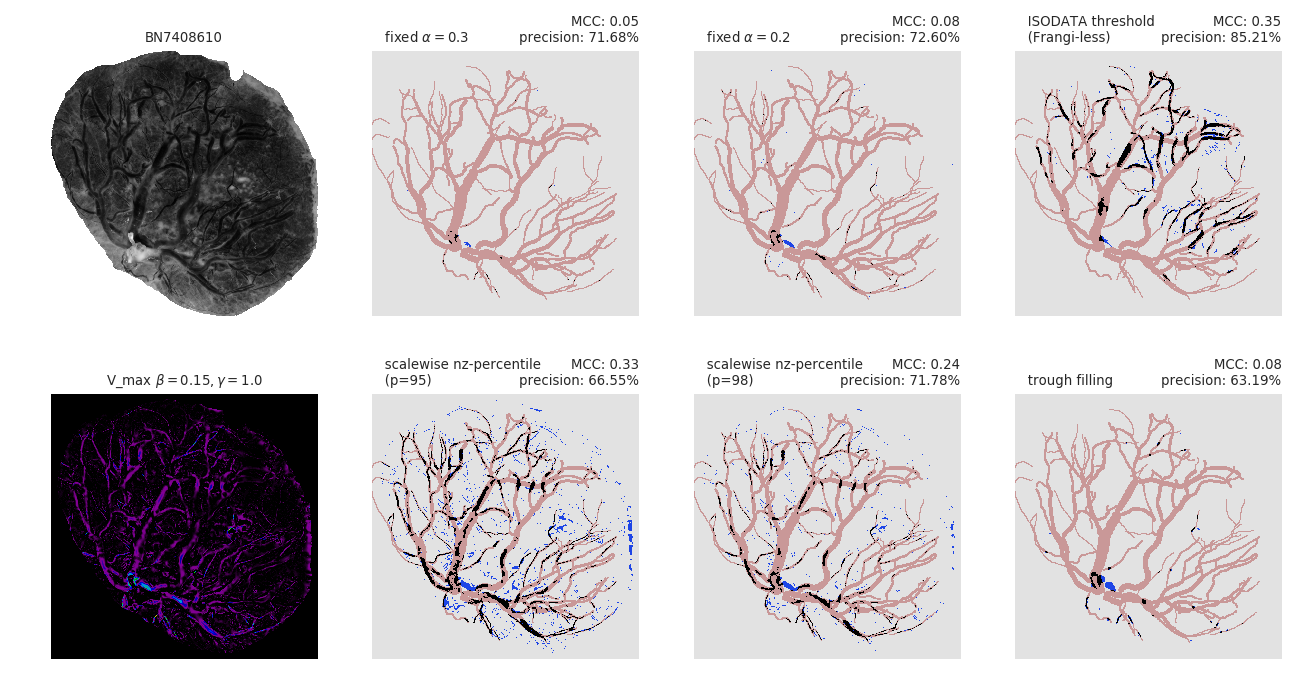 BN7408610
MCC: 0.05
fixed α = 0.3 precision: 71.68%
MCC: 0.08
fixed α = 0.2 precision: 72.60%
ISODATA threshold MCC: 0.35
(Frangi-less) precision: 85.21%
V_max β = 0.15, γ = 1.0
scalewise nz-percentile MCC: 0.33
(p=95) precision: 66.55%
scalewise nz-percentile MCC: 0.24
(p=98) precision: 71.78%
MCC: 0.08
trough filling precision: 63.19%